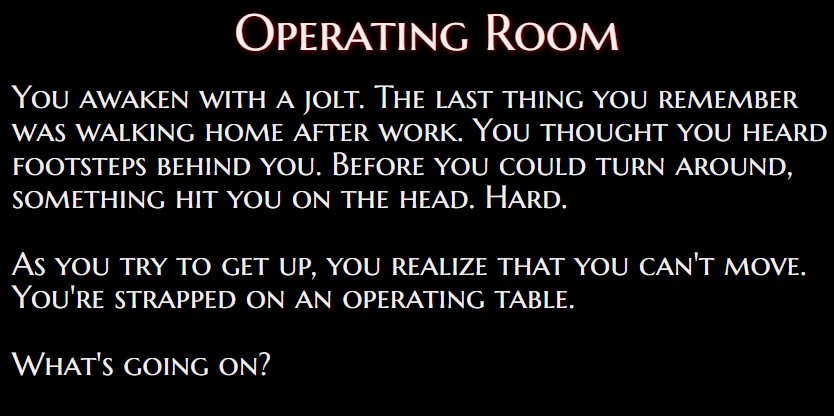 Operating Room
You awaken with a jolt. The last thing you remember
was walking home after work. You thought you heard
footsteps behind you. Before you could turn around,
something hit you on the head. Hard.
As you try to get up, you realize that you can't move.
You're strapped on an operating table.
What's going on?